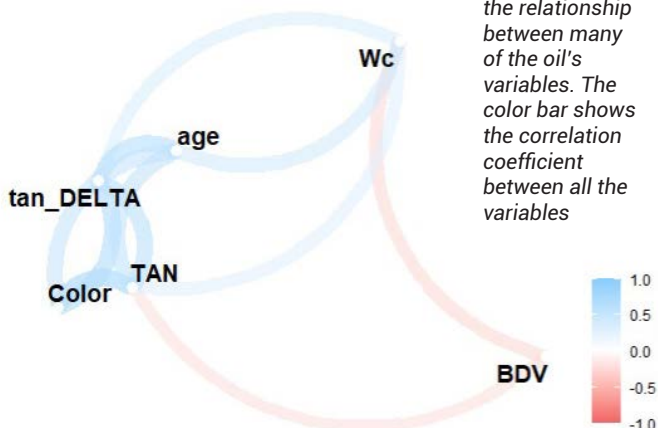 the relationship
between many
of the oil's
variables. The
color bar shows
the correlation
coefficient
between all the
variables
Wc
age
tan_DELTA
TAN
Color
BDV
1.0
0.5
0.0
-0.5
-1.0